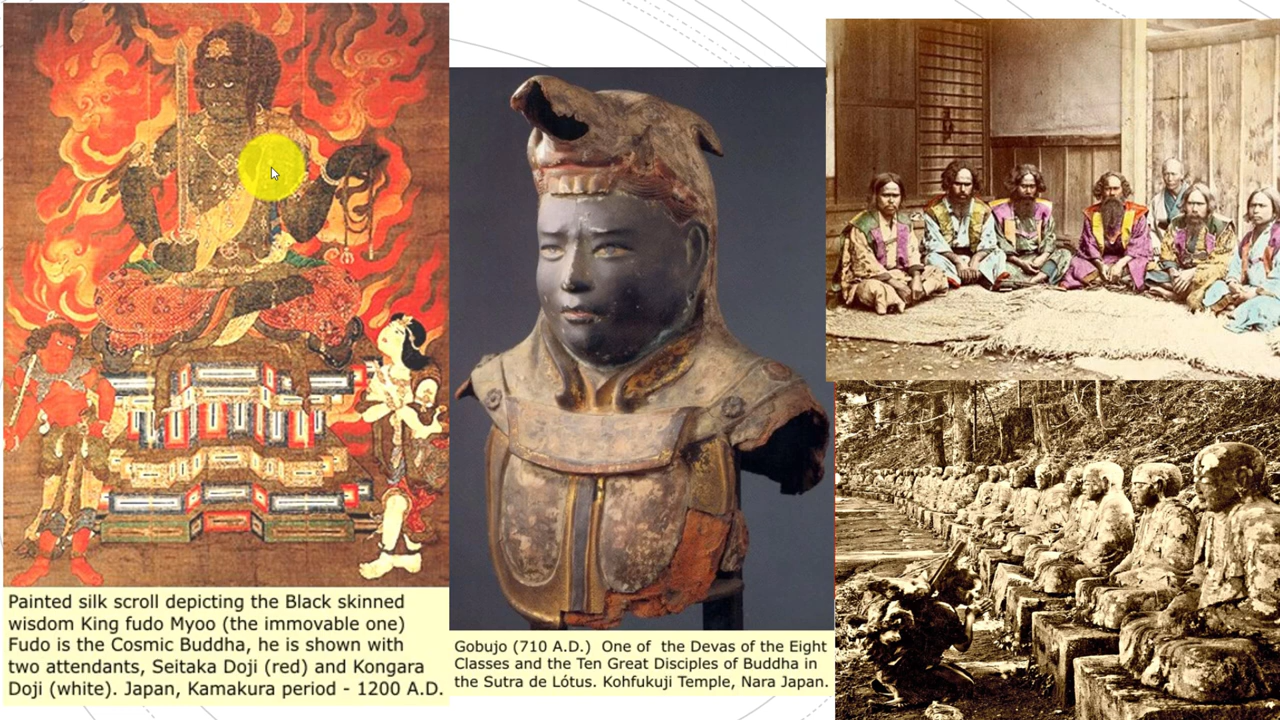 Painted silk scroll depicting the Black skinned
wisdom King fudo Myoo (the immovable one)
Fudo is the Cosmic Buddha, he is shown with
two attendants, Seitaka Doji (red) and Kongara
Doji (white). Japan, Kamakura period - 1200 A.D.
Gobujo (710 A.D.) One of the Devas of the Eight
Classes and the Ten Great Disciples of Buddha in
the Sutra de Lótus. Kohfukuji Temple, Nara Japan.